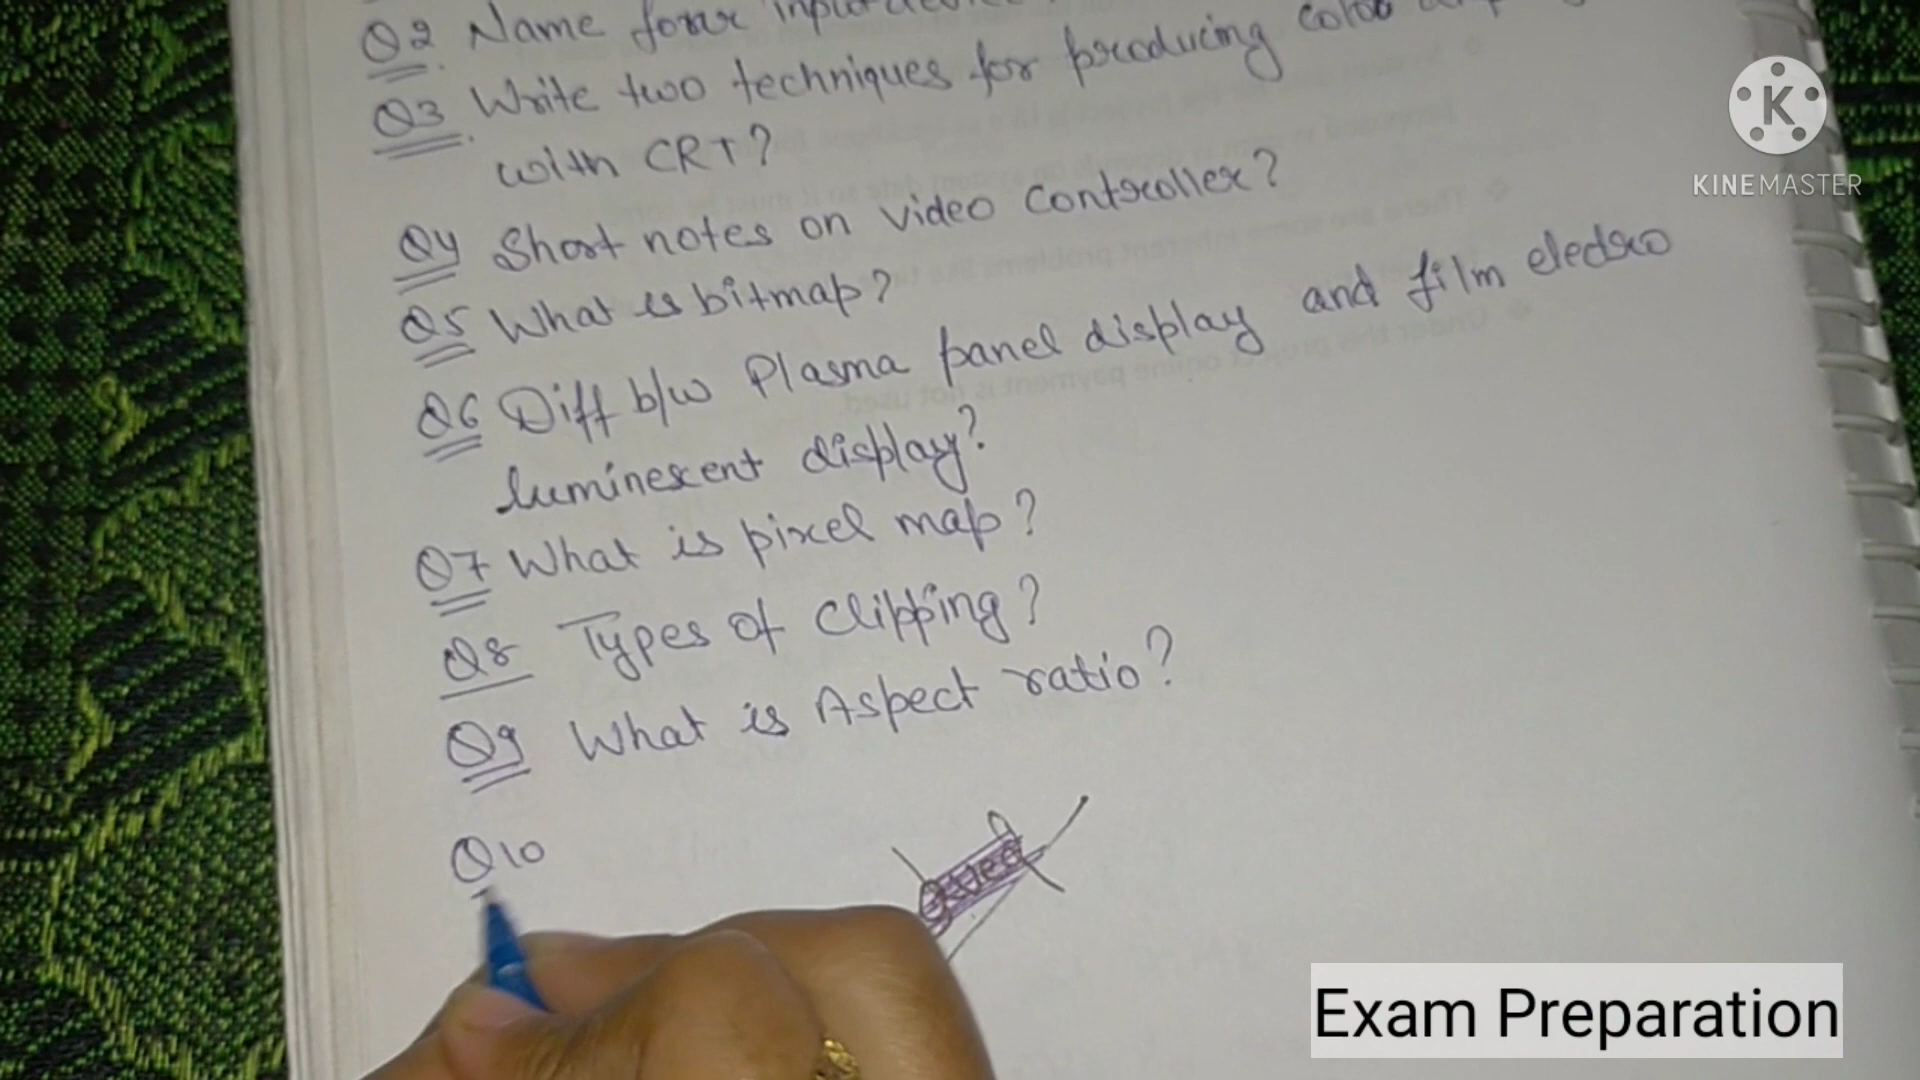 Q2. Name four input
Q3. Write two techniques for producing color
with CRT?
Q4 Short notes on Video Controller?
Q5 What is bitmap?
Q6 Diff b/w Plasma panel display and film electro
luminescent display?
Q7 What is pixel map?
Q8 Types of Clipping?
Q9 What is Aspect ratio?
Q10
K
KINEMASTER
Exam Preparation